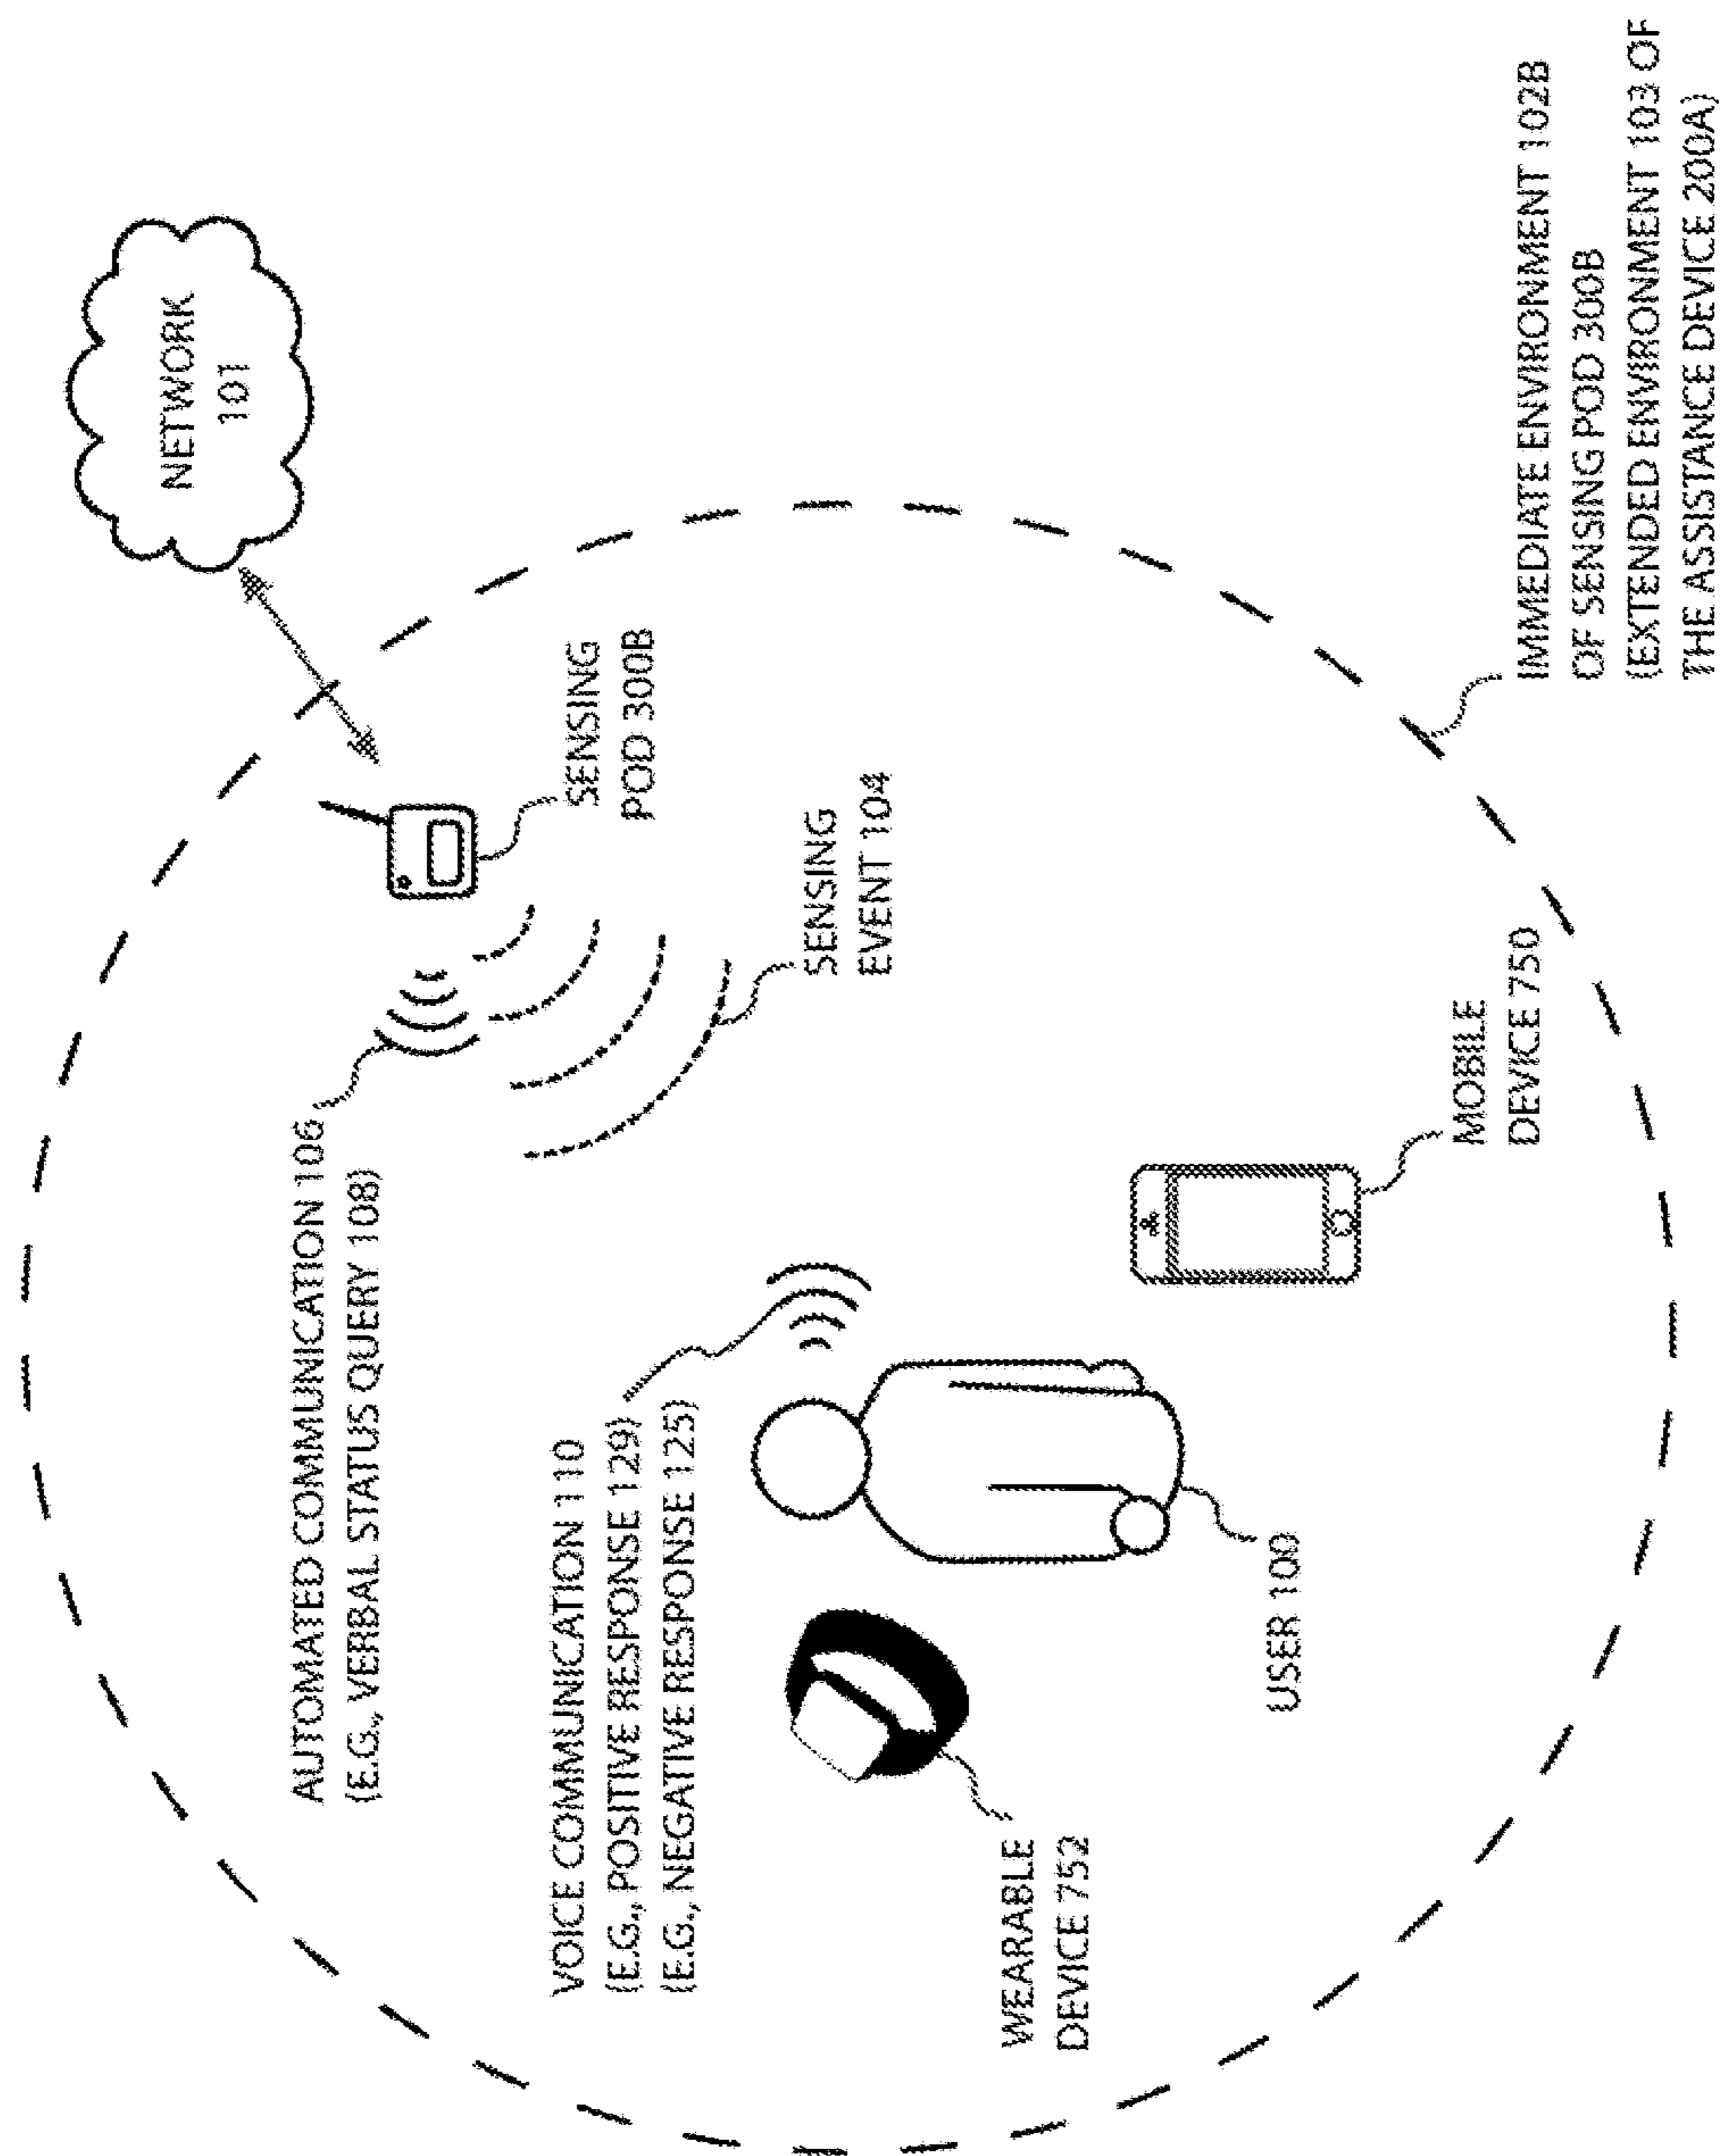 NETWORK
101
AUTOMATED COMMUNICATION 106
(E.G., VERBAL STATUS QUERY 108)
SENSING
POD 300B
VOICE COMMUNICATION 110
(E.G., POSITIVE RESPONSE 129)
(E.G., NEGATIVE RESPONSE 125)
SENSING
EVENT 104
WEARABLE
DEVICE 752
USER 100
MOBILE
DEVICE 750
IMMEDIATE ENVIRONMENT 102B
OF SENSING POD 300B
(EXTENDED ENVIRONMENT 103 OF
THE ASSISTANCE DEVICE 200A)